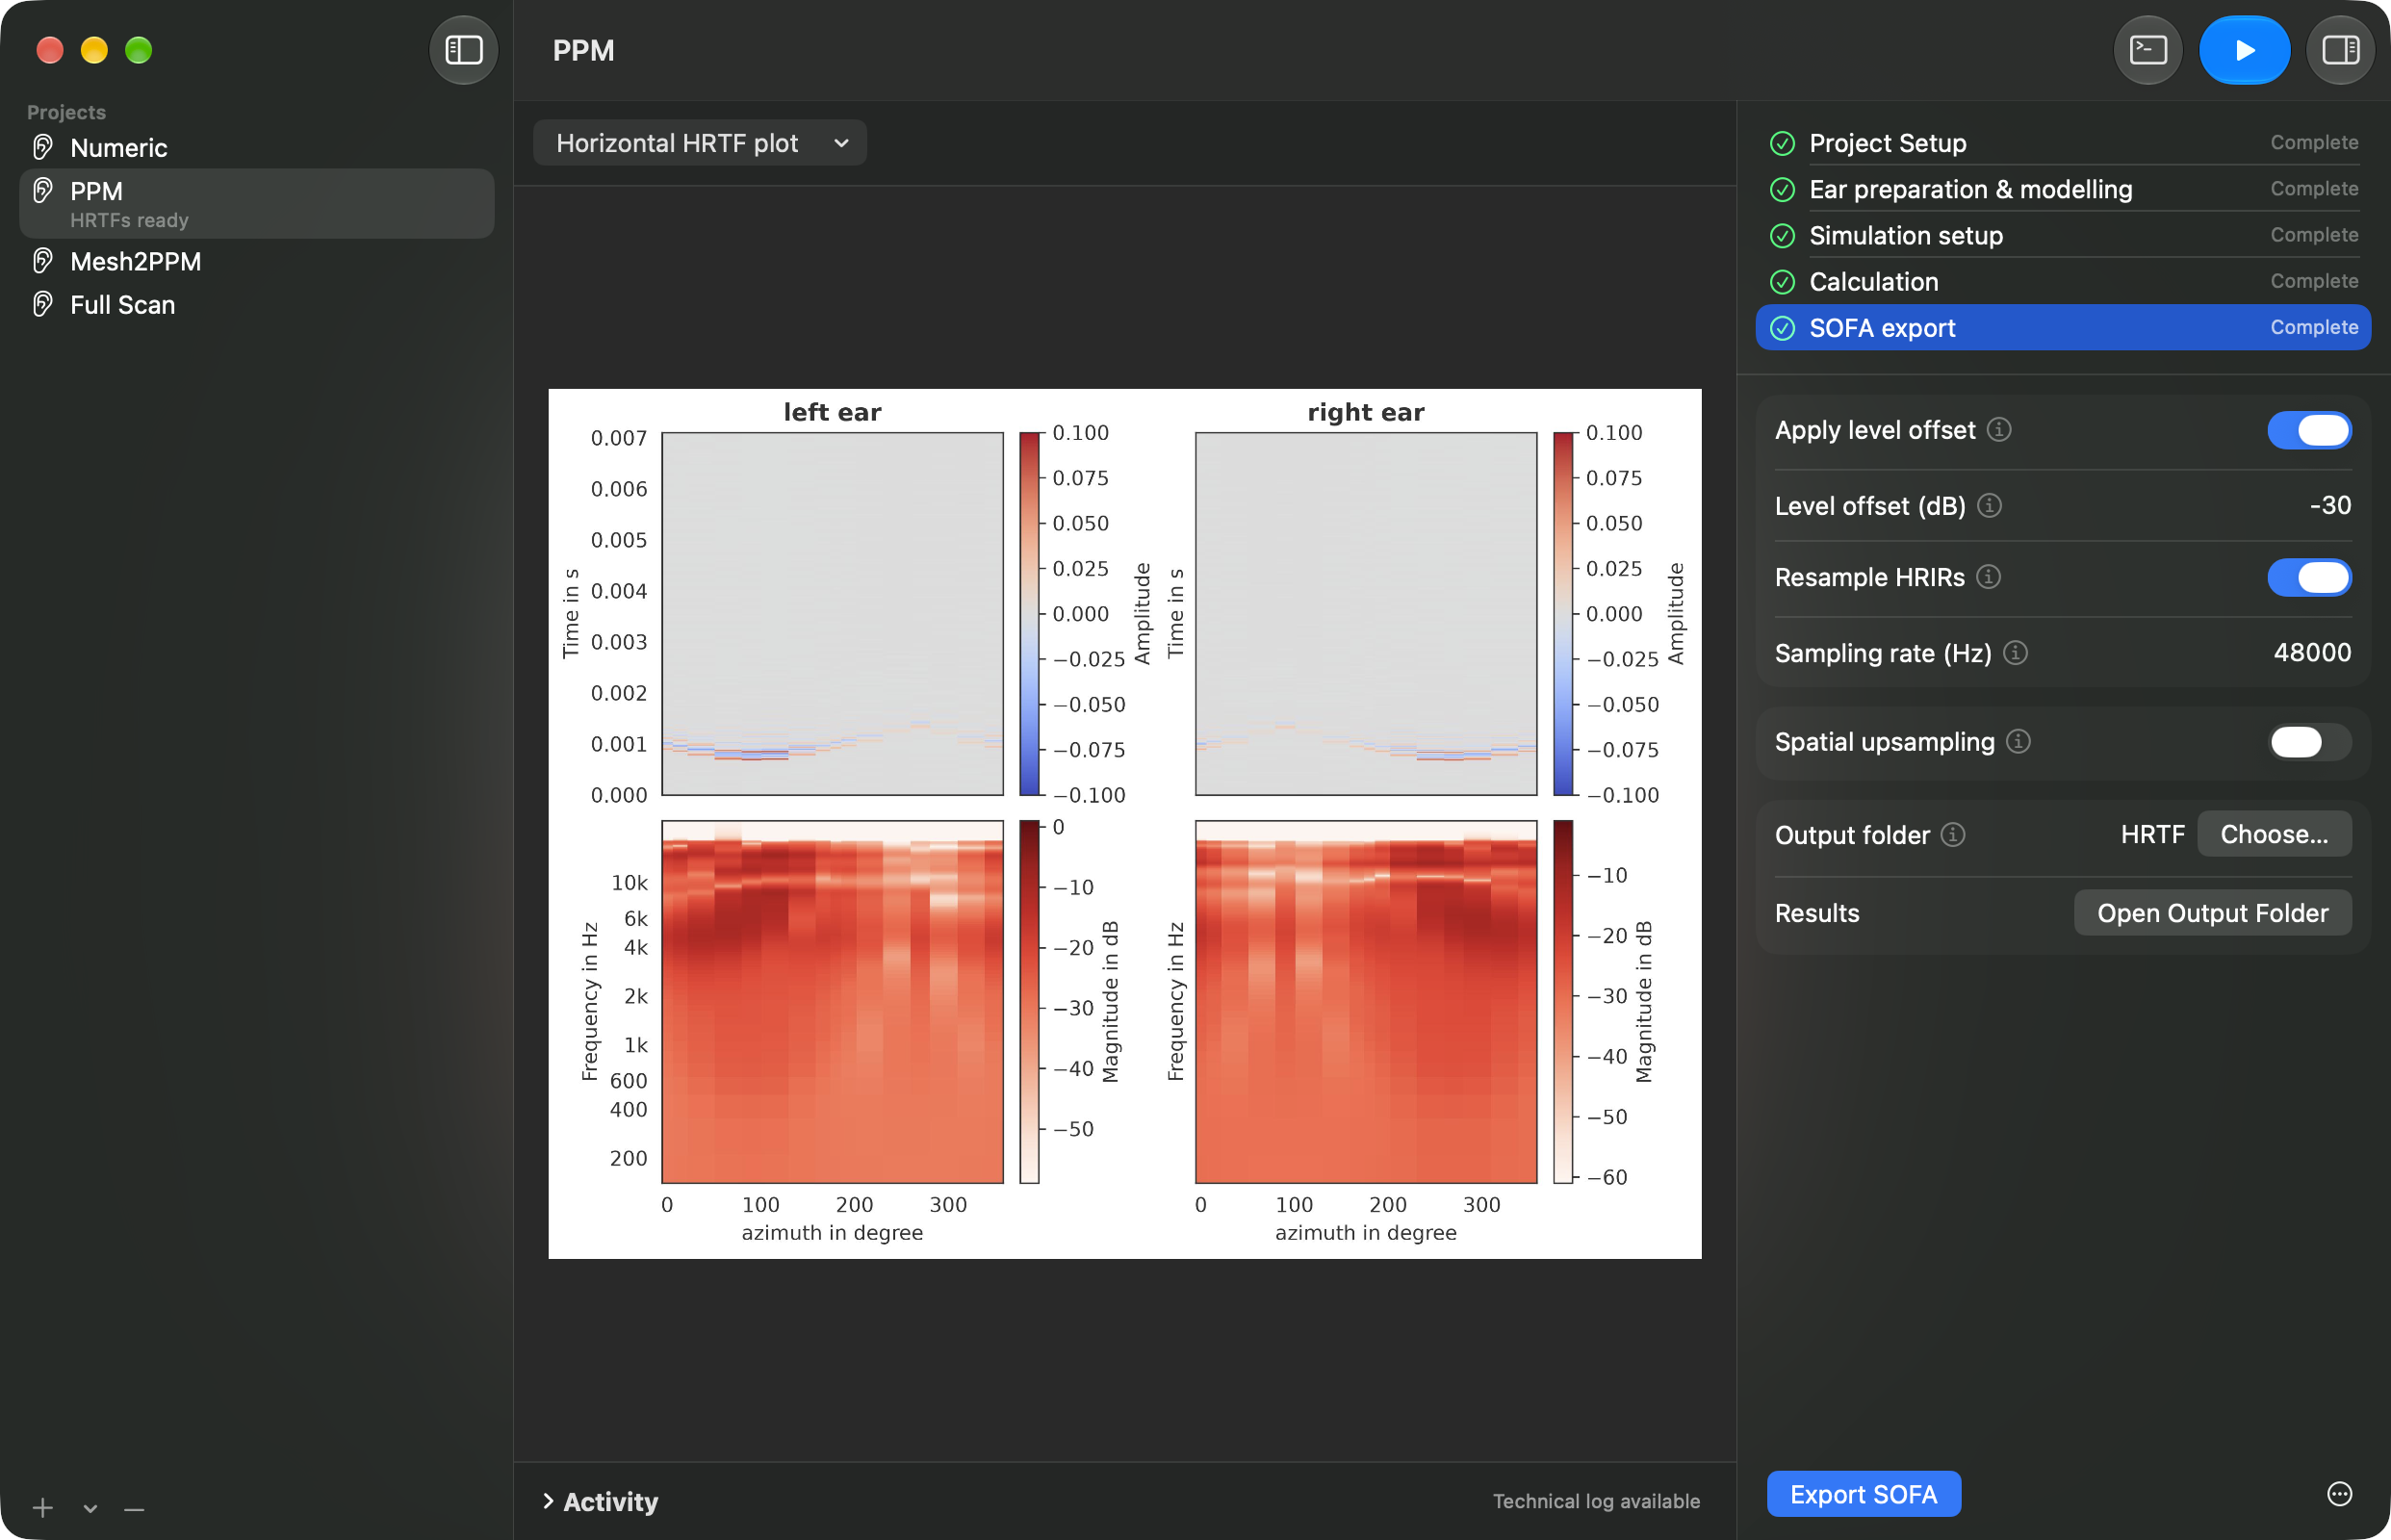 PPM
Projects
Numeric
PPM
HRTFs ready
Mesh2PPM
Full Scan
Horizontal HRTF plot
left ear
right ear
0.007
0.006
0.005
0.004
0.003
0.002
0.001
0.000
Time in s
0.100
0.075
0.050
0.025
0.000
−0.025
−0.050
−0.075
−0.100
Amplitude
Time in s
0.100
0.075
0.050
0.025
0.000
−0.025
−0.050
−0.075
−0.100
Amplitude
10k
6k
4k
2k
1k
600
400
200
Frequency in Hz
0 100 200 300
azimuth in degree
0
−10
−20
−30
−40
−50
Magnitude in dB
Frequency in Hz
0 100 200 300
azimuth in degree
−10
−20
−30
−40
−50
−60
Magnitude in dB
Activity
Technical log available
Project Setup Complete
Ear preparation & modelling Complete
Simulation setup Complete
Calculation Complete
SOFA export Complete
Apply level offset
Level offset (dB) -30
Resample HRIRs
Sampling rate (Hz) 48000
Spatial upsampling
Output folder HRTF Choose...
Results Open Output Folder
Export SOFA